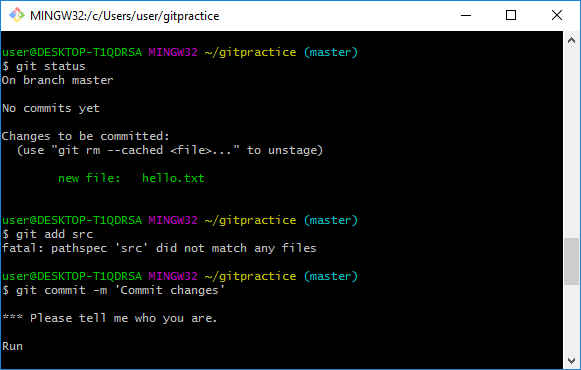 MINGW32:/c/Users/user/gitpractice
user@DESKTOP-T1QDRSA MINGW32 ~/gitpractice (master)
$ git status
On branch master
No commits yet
Changes to be committed:
  (use "git rm --cached <file>..." to unstage)
        new file:   hello.txt
user@DESKTOP-T1QDRSA MINGW32 ~/gitpractice (master)
$ git add src
fatal: pathspec 'src' did not match any files
user@DESKTOP-T1QDRSA MINGW32 ~/gitpractice (master)
$ git commit -m 'Commit changes'
*** Please tell me who you are.
Run